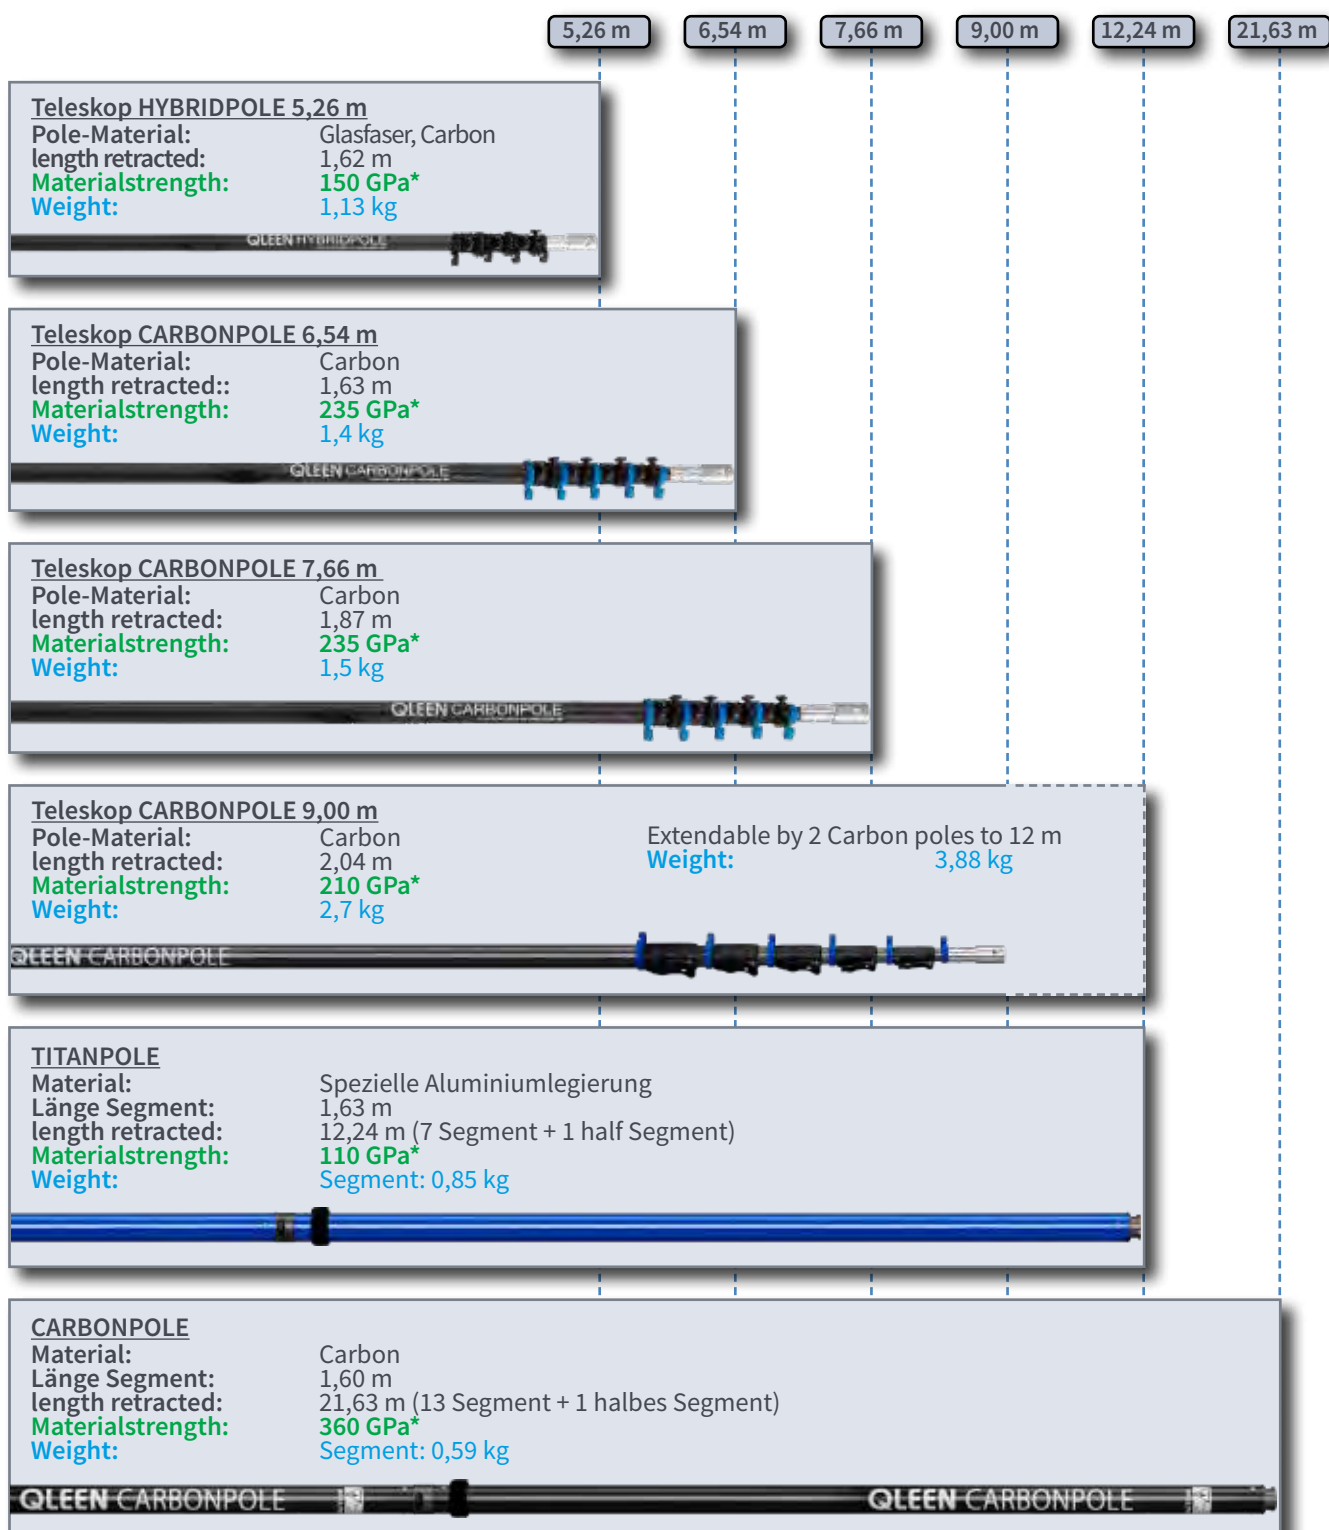 5,26 m 6,54 m 7,66 m 9,00 m 12,24 m 21,63 m
Teleskop HYBRIDPOLE 5,26 m
Pole-Material: Glasfaser, Carbon
length retracted: 1,62 m
Materialstrength: 150 GPa*
Weight: 1,13 kg
QLEEN HYBRIDPOLE
Teleskop CARBONPOLE 6,54 m
Pole-Material: Carbon
length retracted:: 1,63 m
Materialstrength: 235 GPa*
Weight: 1,4 kg
QLEEN CARBONPOLE
Teleskop CARBONPOLE 7,66 m
Pole-Material: Carbon
length retracted: 1,87 m
Materialstrength: 235 GPa*
Weight: 1,5 kg
QLEEN CARBONPOLE
Teleskop CARBONPOLE 9,00 m
Pole-Material: Carbon
length retracted: 2,04 m
Materialstrength: 210 GPa*
Weight: 2,7 kg
Extendable by 2 Carbon poles to 12 m
Weight: 3,88 kg
QLEEN CARBONPOLE
TITANPOLE
Material: Spezielle Aluminiumlegierung
Länge Segment: 1,63 m
length retracted: 12,24 m (7 Segment + 1 half Segment)
Materialstrength: 110 GPa*
Weight: Segment: 0,85 kg
CARBONPOLE
Material: Carbon
Länge Segment: 1,60 m
length retracted: 21,63 m (13 Segment + 1 halbes Segment)
Materialstrength: 360 GPa*
Weight: Segment: 0,59 kg
QLEEN CARBONPOLE QLEEN CARBONPOLE